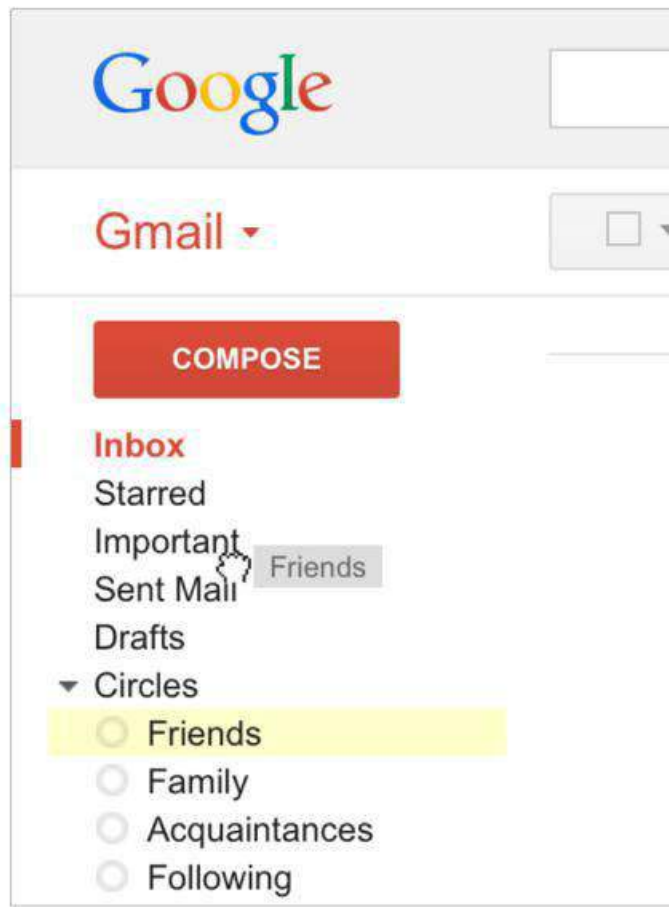 Google
Gmail
COMPOSE
Inbox
Starred
Important
Friends
Sent Mail
Drafts
Circles
Friends
Family
Acquaintances
Following